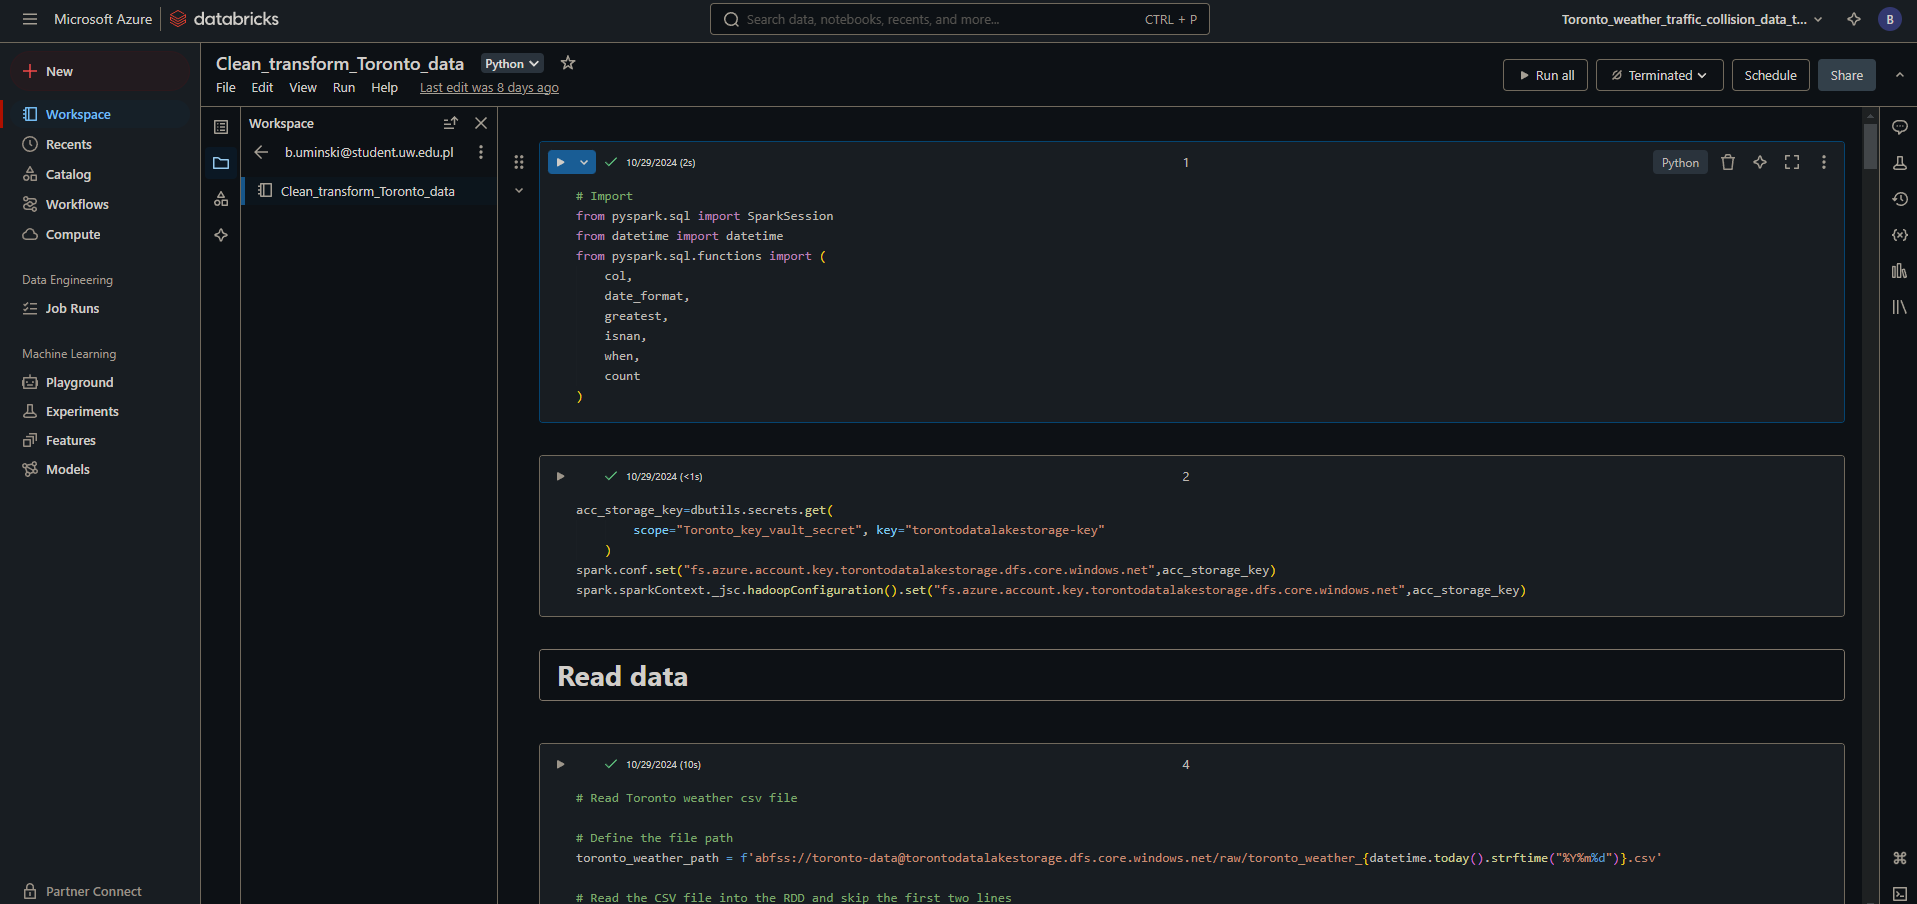 Microsoft Azure databricks
Search data, notebooks, recents, and more... CTRL + P
Toronto_weather_traffic_collision_data_t... B
New
Workspace
Recents
Catalog
Workflows
Compute
Data Engineering
Job Runs
Machine Learning
Playground
Experiments
Features
Models
Partner Connect
Clean_transform_Toronto_data Python
File Edit View Run Help Last edit was 8 days ago
Run all Terminated Schedule Share
Workspace
b.uminski@student.uw.edu.pl
Clean_transform_Toronto_data
10/29/2024 (2s) 1 Python
# Import
from pyspark.sql import SparkSession
from datetime import datetime
from pyspark.sql.functions import (
    col,
    date_format,
    greatest,
    isnan,
    when,
    count
)
10/29/2024 (<1s) 2
acc_storage_key=dbutils.secrets.get(
        scope="Toronto_key_vault_secret", key="torontodatalakestorage-key"
    )
spark.conf.set("fs.azure.account.key.torontodatalakestorage.dfs.core.windows.net",acc_storage_key)
spark.sparkContext._jsc.hadoopConfiguration().set("fs.azure.account.key.torontodatalakestorage.dfs.core.windows.net",acc_storage_key)
Read data
10/29/2024 (10s) 4
# Read Toronto weather csv file
# Define the file path
toronto_weather_path = f'abfss://toronto-data@torontodatalakestorage.dfs.core.windows.net/raw/toronto_weather_{datetime.today().strftime("%Y%m%d")}.csv'
# Read the CSV file into the RDD and skip the first two lines